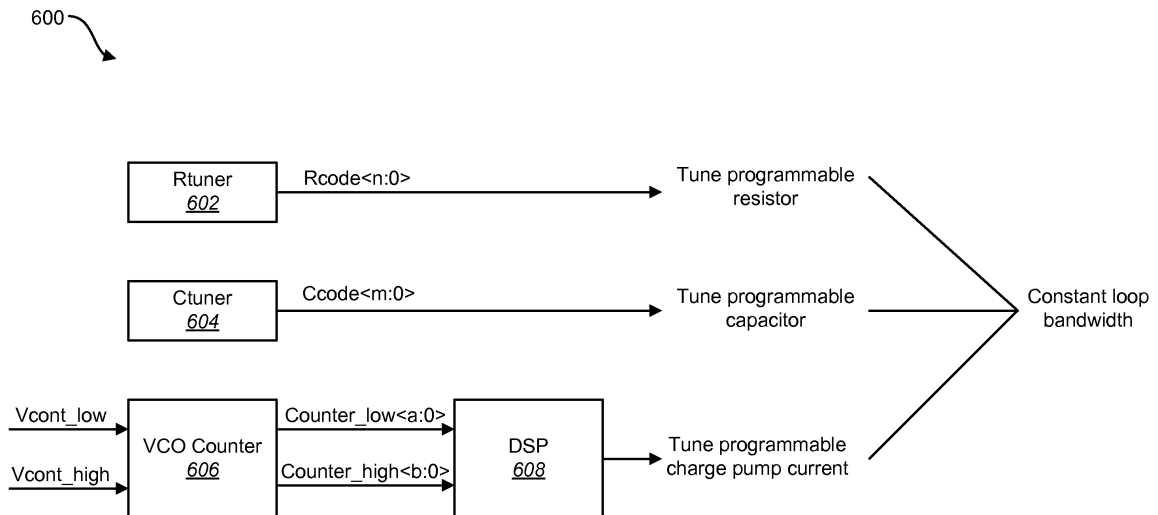 600
Rtuner
602
Rcode<n:0>
Tune programmable
resistor
Ctuner
604
Ccode<m:0>
Tune programmable
capacitor
Constant loop
bandwidth
Vcont_low
Vcont_high
VCO Counter
606
Counter_low<a:0>
Counter_high<b:0>
DSP
608
Tune programmable
charge pump current